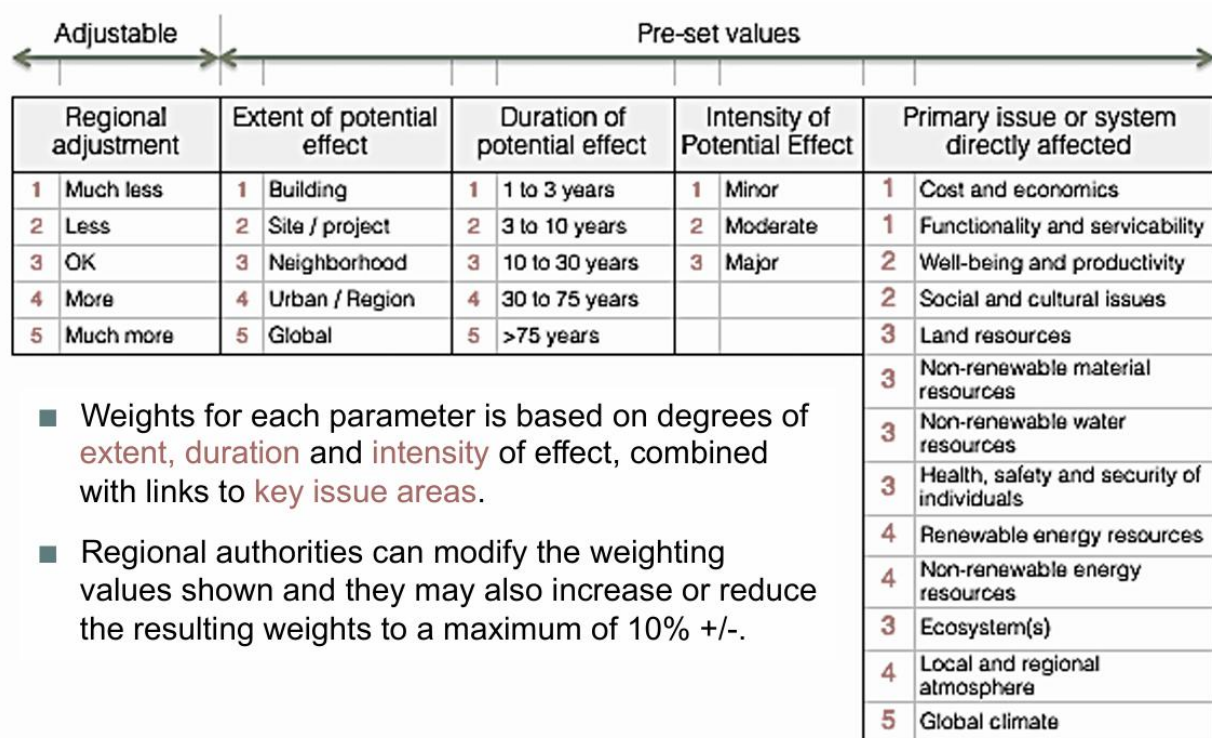 Adjustable
Pre-set values
Regional adjustment
Extent of potential effect
Duration of potential effect
Intensity of Potential Effect
Primary issue or system directly affected
1 Much less
2 Less
3 OK
4 More
5 Much more
1 Building
2 Site / project
3 Neighborhood
4 Urban / Region
5 Global
1 1 to 3 years
2 3 to 10 years
3 10 to 30 years
4 30 to 75 years
5 >75 years
1 Minor
2 Moderate
3 Major
1 Cost and economics
1 Functionality and servicability
2 Well-being and productivity
2 Social and cultural issues
3 Land resources
3 Non-renewable material resources
3 Non-renewable water resources
3 Health, safety and security of individuals
4 Renewable energy resources
4 Non-renewable energy resources
3 Ecosystem(s)
4 Local and regional atmosphere
5 Global climate
■ Weights for each parameter is based on degrees of
extent, duration and intensity of effect, combined
with links to key issue areas.
■ Regional authorities can modify the weighting
values shown and they may also increase or reduce
the resulting weights to a maximum of 10% +/-.